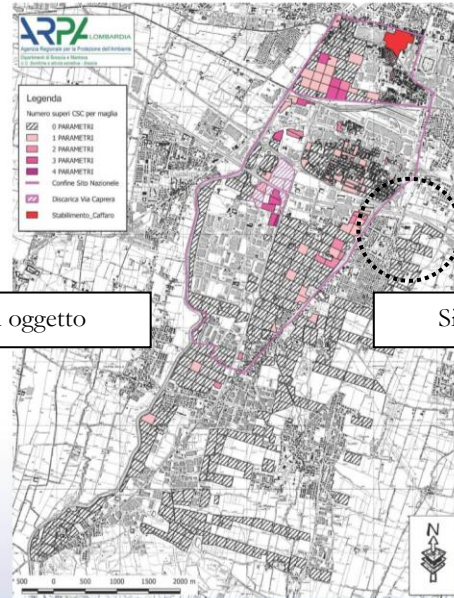 ARPA LOMBARDIA
Agenzia Regionale per la Protezione dell'Ambiente
Legenda
Numero superi CSC per maglia
0 PARAMETRI
1 PARAMETRI
2 PARAMETRI
3 PARAMETRI
4 PARAMETRI
Confine Sito Nazionale
Discarica Via Caprera
Stabilimento_Caffaro
oggetto
Si
N
500 0 500 1000 1500 2000 m